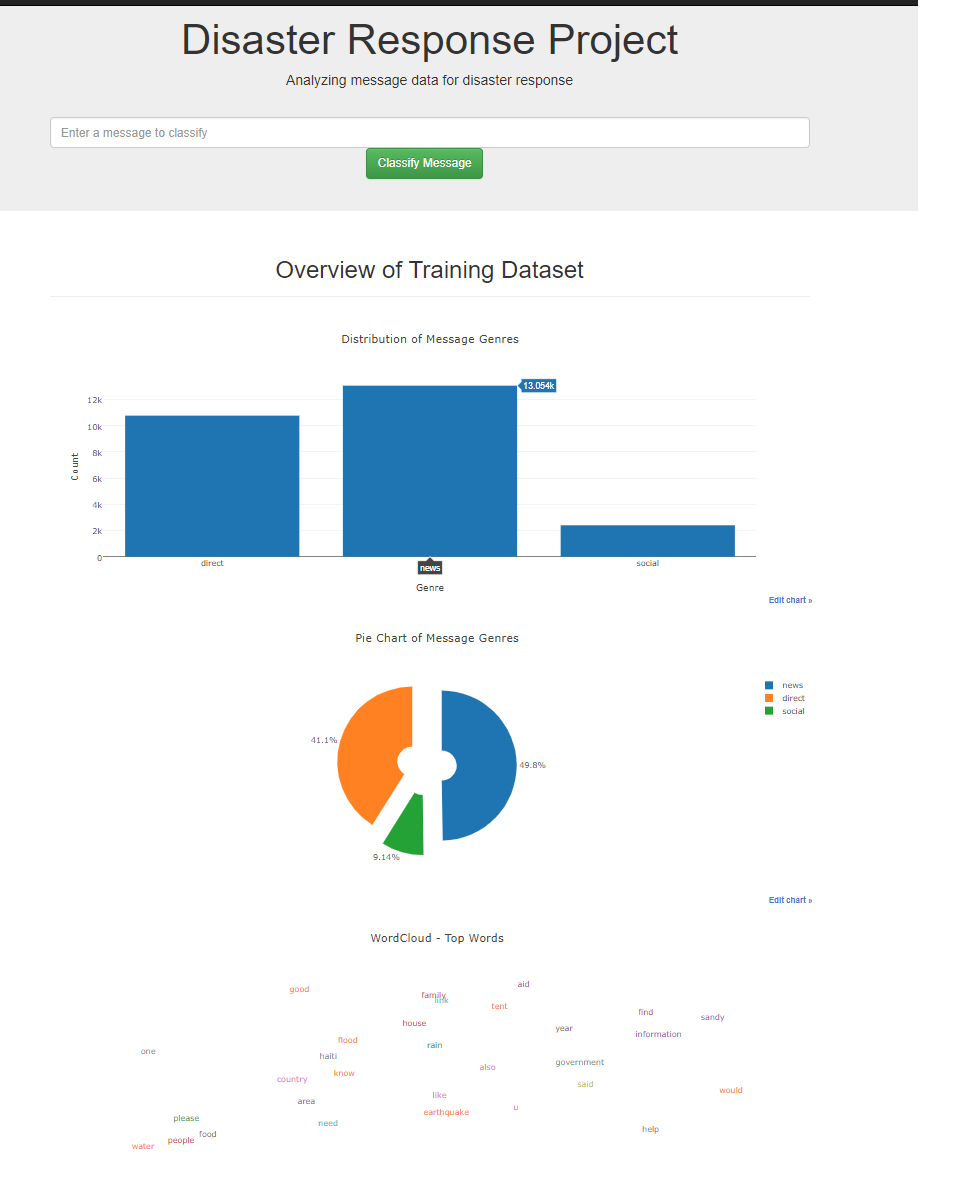 Disaster Response Project
Analyzing message data for disaster response
Enter a message to classify
Classify Message
Overview of Training Dataset
Distribution of Message Genres
13.054k
12k
10k
8k
6k
4k
2k
0
Count
direct
news
social
Genre
Edit chart »
Pie Chart of Message Genres
news
direct
social
41.1%
49.8%
9.14%
Edit chart »
WordCloud - Top Words
aid
good
family
link
tent
find
sandy
house
year
information
flood
rain
one
haiti
government
also
country
know
said
would
like
area
earthquake
u
please
need
help
food
people
water